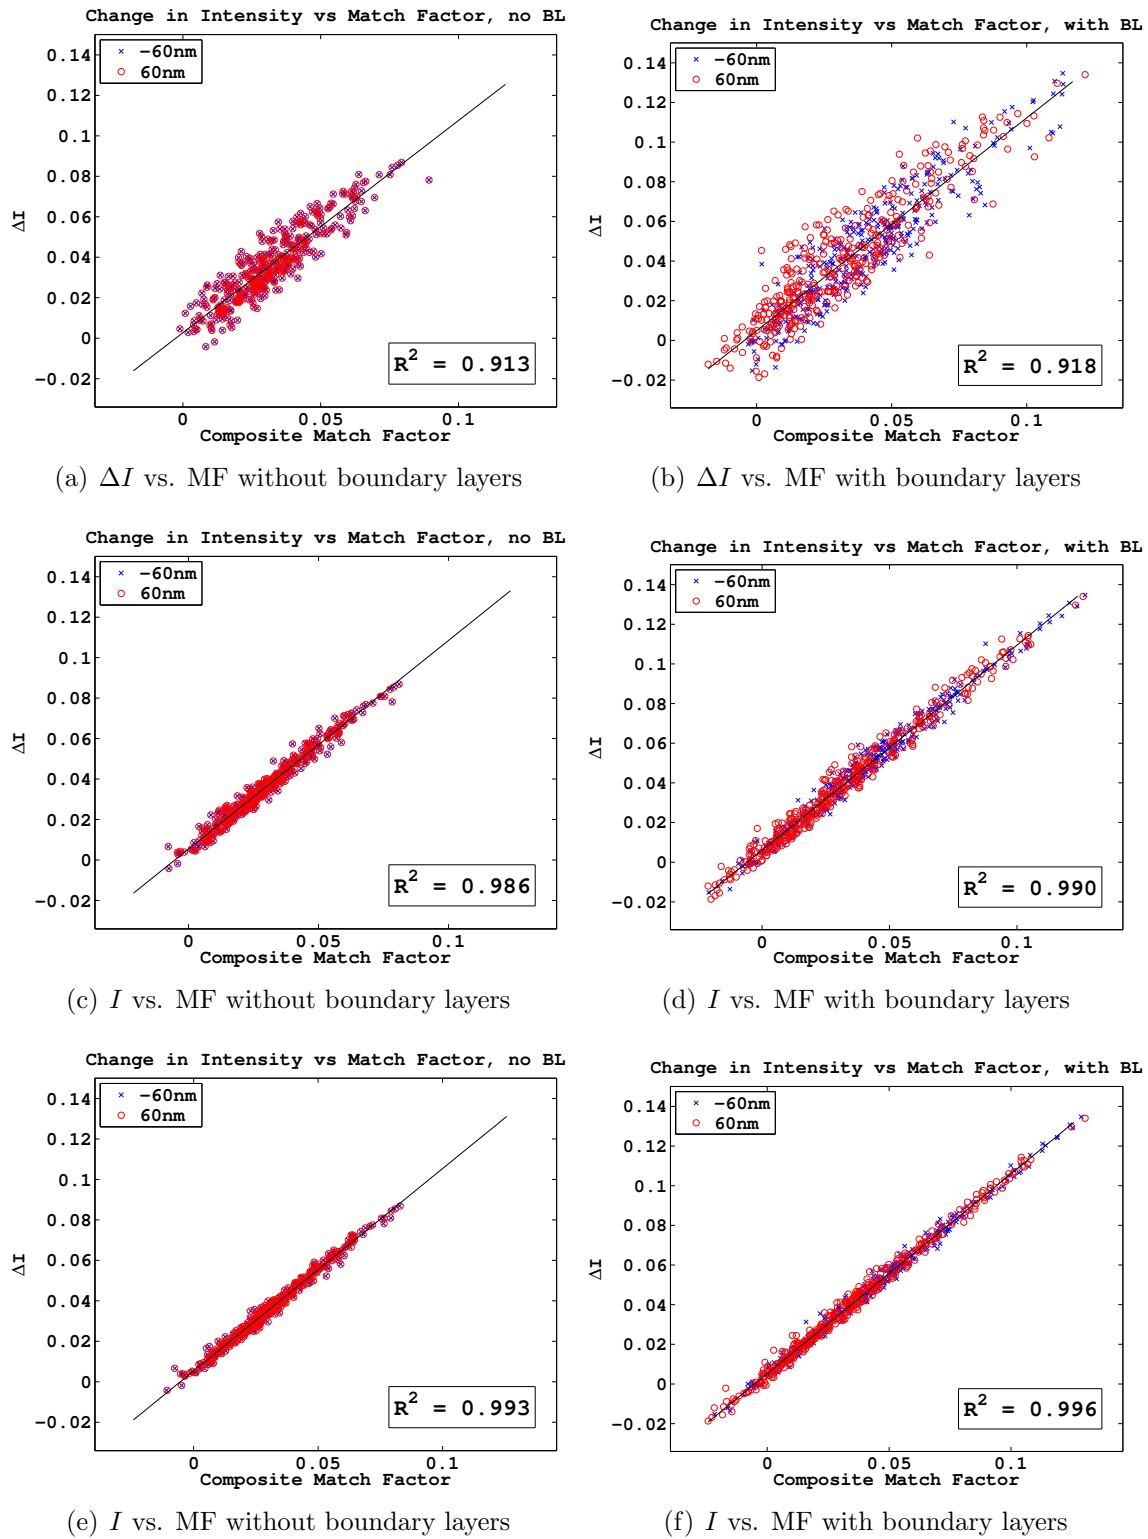 Change in Intensity vs Match Factor, no BL
-60nm
60nm
0.14
0.12
0.1
0.08
0.06
0.04
0.02
0
-0.02
ΔI
R² = 0.913
0 0.05 0.1
Composite Match Factor
(a) ΔI vs. MF without boundary layers
Change in Intensity vs Match Factor, with BL
-60nm
60nm
0.14
0.12
0.1
0.08
0.06
0.04
0.02
0
-0.02
ΔI
R² = 0.918
0 0.05 0.1
Composite Match Factor
(b) ΔI vs. MF with boundary layers
Change in Intensity vs Match Factor, no BL
-60nm
60nm
0.14
0.12
0.1
0.08
0.06
0.04
0.02
0
-0.02
ΔI
R² = 0.986
0 0.05 0.1
Composite Match Factor
(c) I vs. MF without boundary layers
Change in Intensity vs Match Factor, with BL
-60nm
60nm
0.14
0.12
0.1
0.08
0.06
0.04
0.02
0
-0.02
ΔI
R² = 0.990
0 0.05 0.1
Composite Match Factor
(d) I vs. MF with boundary layers
Change in Intensity vs Match Factor, no BL
-60nm
60nm
0.14
0.12
0.1
0.08
0.06
0.04
0.02
0
-0.02
ΔI
R² = 0.993
0 0.05 0.1
Composite Match Factor
(e) I vs. MF without boundary layers
Change in Intensity vs Match Factor, with BL
-60nm
60nm
0.14
0.12
0.1
0.08
0.06
0.04
0.02
0
-0.02
ΔI
R² = 0.996
0 0.05 0.1
Composite Match Factor
(f) I vs. MF with boundary layers